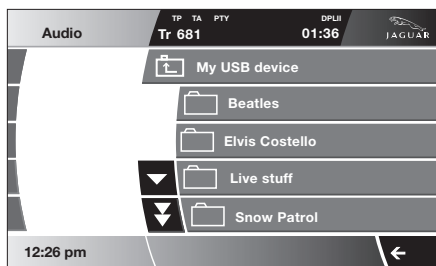 Audio
TP TA PTY DPLII
Tr 681 01:36
JAGUAR
My USB device
Beatles
Elvis Costello
Live stuff
Snow Patrol
12:26 pm